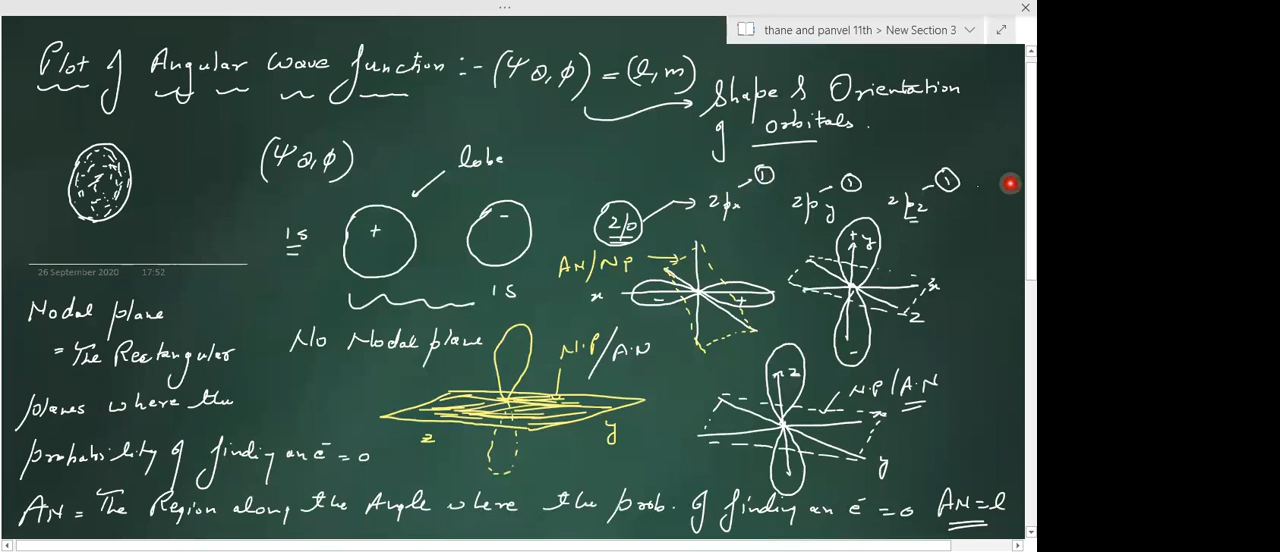 thane and panvel 11th > New Section 3
Plot of Angular Wave function :- (Ψ θ, φ) = (l, m)
Shape & Orientation
of orbitals.
(Ψ θ, φ)
lobe
1s
+
-
1s
2p
2px 1
2py 1
2pz 1
AN/NP
x
-
+
+ y
x
z
-
26 September 2020 17:52
No Nodal plane
N.P/A.N
z
y
z
N.P/A.N
x
y
Nodal plane
= The Rectangular
planes where the
probability of finding an e- = 0
AN = The Region along the Angle where the prob. of finding an e- = 0 AN = l